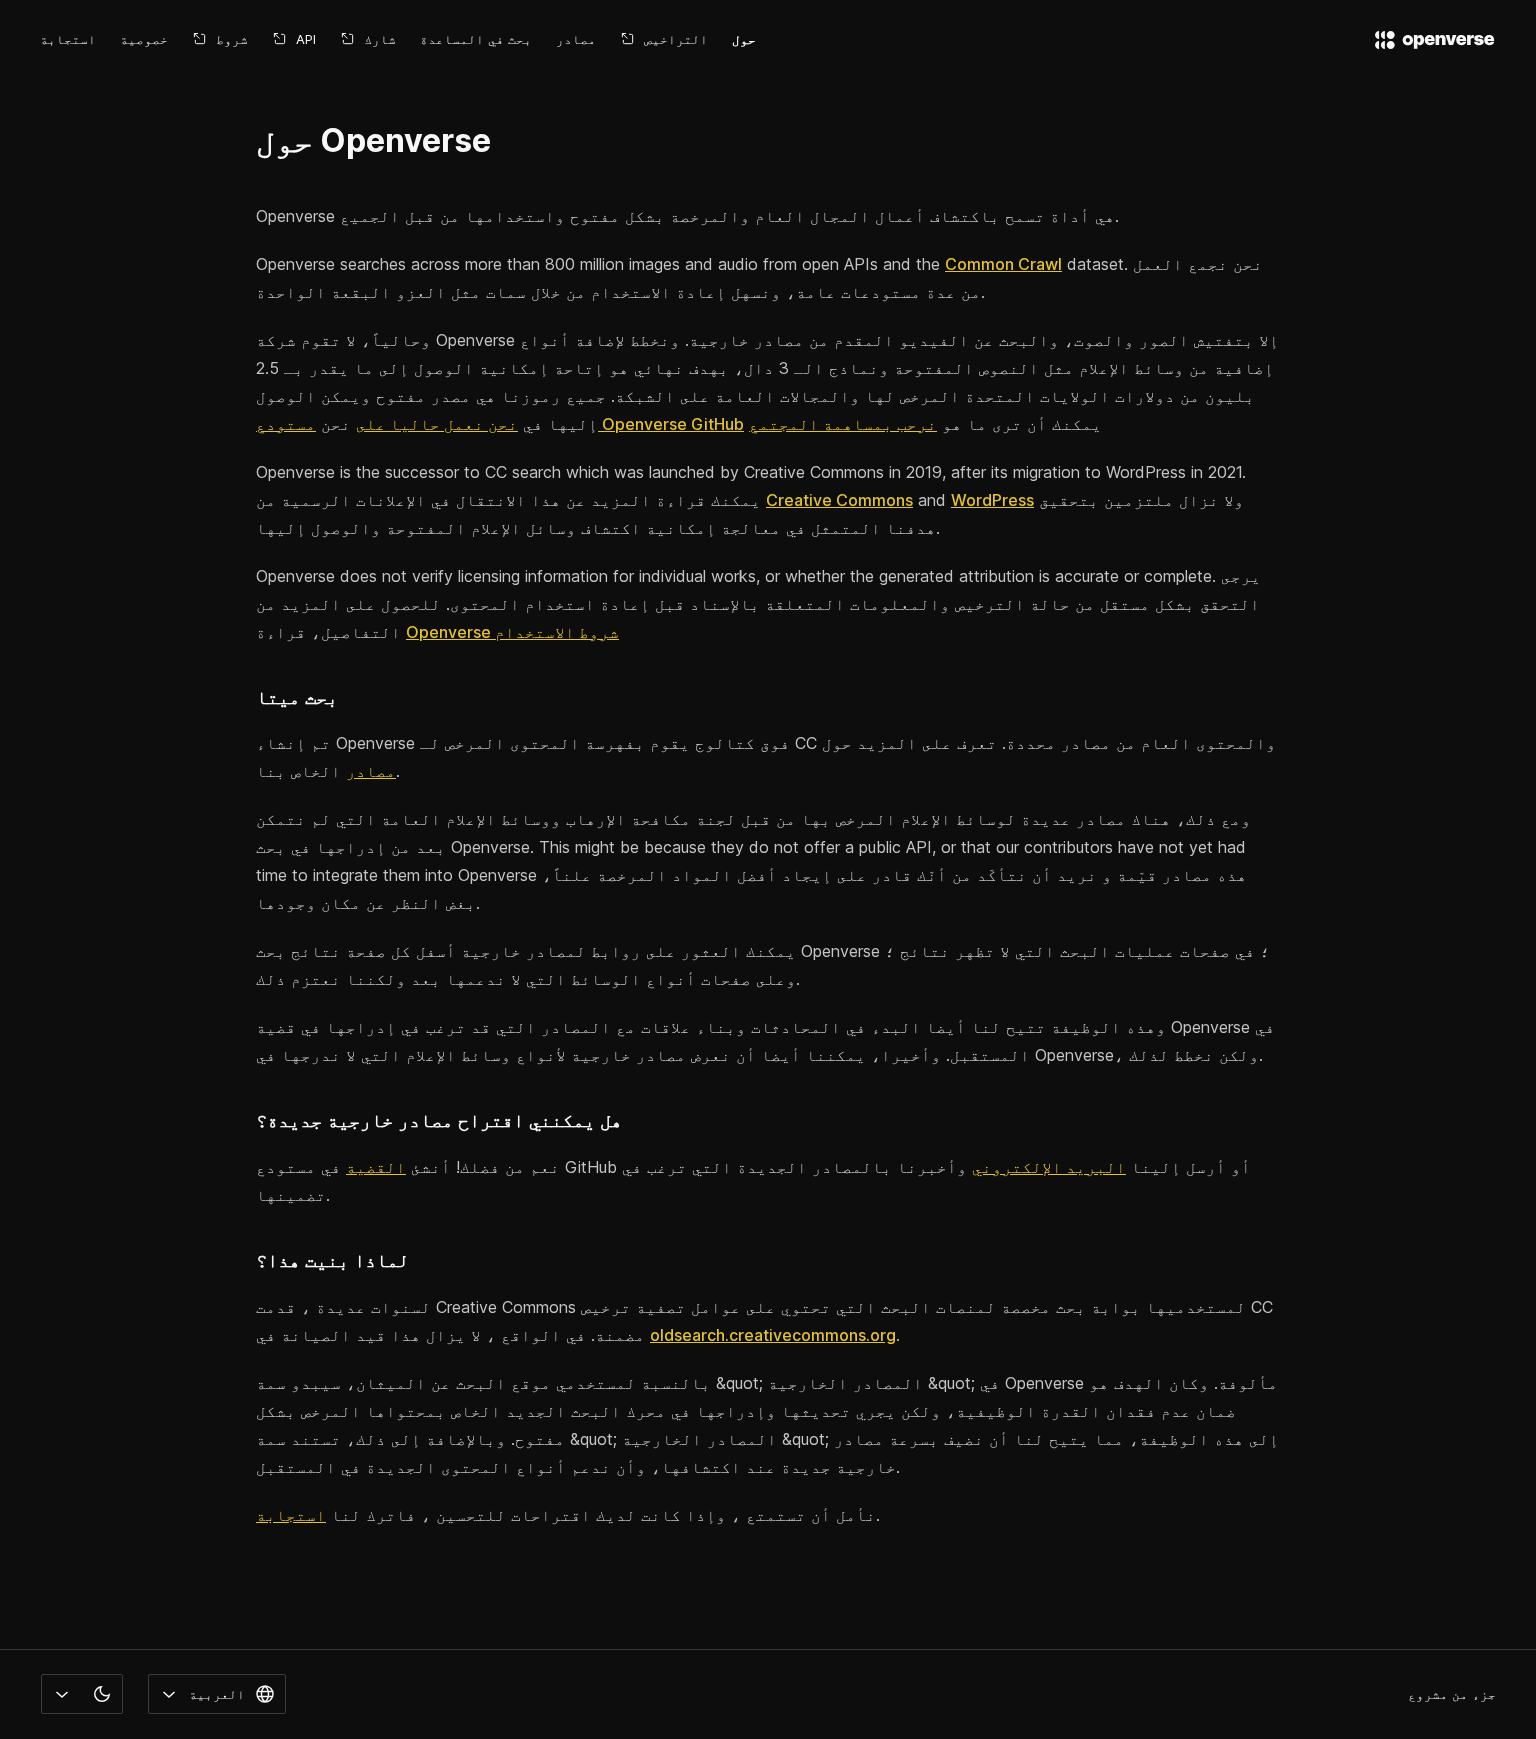 openverse
حول
التراخيص
مصادر
بحث في المساعدة
شارك
API
شروط
خصوصية
استجابة
حول Openverse
Openverse هي أداة تسمح باكتشاف أعمال المجال العام والمرخصة بشكل مفتوح واستخدامها من قبل الجميع.
Openverse searches across more than 800 million images and audio from open APIs and the Common Crawl dataset. نحن نجمع العمل
من عدة مستودعات عامة، ونسهل إعادة الاستخدام من خلال سمات مثل العزو البقعة الواحدة.
وحالياً، لا تقوم شركة Openverse إلا بتفتيش الصور والصوت، والبحث عن الفيديو المقدم من مصادر خارجية. ونخطط لإضافة أنواع
إضافية من وسائط الإعلام مثل النصوص المفتوحة ونماذج الـ 3 دال، بهدف نهائي هو إتاحة إمكانية الوصول إلى ما يقدر بـ 2.5
بليون من دولارات الولايات المتحدة المرخص لها والمجالات العامة على الشبكة. جميع رموزنا هي مصدر مفتوح ويمكن الوصول
إليها في نحن نعمل حاليا على نحن مستودع Openverse GitHub يمكنك أن ترى ما هو نرحب بمساهمة المجتمع
Openverse is the successor to CC search which was launched by Creative Commons in 2019, after its migration to WordPress in 2021.
يمكنك قراءة المزيد عن هذا الانتقال في الإعلانات الرسمية من Creative Commons and WordPress ولا نزال ملتزمين بتحقيق
هدفنا المتمثل في معالجة إمكانية اكتشاف وسائل الإعلام المفتوحة والوصول إليها.
Openverse does not verify licensing information for individual works, or whether the generated attribution is accurate or complete. يرجى
التحقق بشكل مستقل من حالة الترخيص والمعلومات المتعلقة بالإسناد قبل إعادة استخدام المحتوى. للحصول على المزيد من
التفاصيل، قراءة Openverse شروط الاستخدام
بحث ميتا
تم إنشاء Openverse فوق كتالوج يقوم بفهرسة المحتوى المرخص لـ CC والمحتوى العام من مصادر محددة. تعرف على المزيد حول
الخاص بنا مصادر.
ومع ذلك، هناك مصادر عديدة لوسائط الإعلام المرخص بها من قبل لجنة مكافحة الإرهاب ووسائط الإعلام العامة التي لم نتمكن
بعد من إدراجها في بحث Openverse. This might be because they do not offer a public API, or that our contributors have not yet had
time to integrate them into Openverse هذه مصادر قيّمة و نريد أن نتأكّد من أنّك قادر على إيجاد أفضل المواد المرخصة علناً،
بغض النظر عن مكان وجودها.
يمكنك العثور على روابط لمصادر خارجية أسفل كل صفحة نتائج بحث Openverse ؛ في صفحات عمليات البحث التي لا تظهر نتائج ؛
وعلى صفحات أنواع الوسائط التي لا ندعمها بعد ولكننا نعتزم ذلك.
وهذه الوظيفة تتيح لنا أيضا البدء في المحادثات وبناء علاقات مع المصادر التي قد ترغب في إدراجها في قضية Openverse في
المستقبل. وأخيرا، يمكننا أيضا أن نعرض مصادر خارجية لأنواع وسائط الإعلام التي لا ندرجها في Openverse، ولكن نخطط لذلك.
هل يمكنني اقتراح مصادر خارجية جديدة؟
نعم من فضلك! أنشئ القضية في مستودع GitHub أو أرسل إلينا البريد الإلكتروني وأخبرنا بالمصادر الجديدة التي ترغب في
تضمينها.
لماذا بنيت هذا؟
لسنوات عديدة ، قدمت Creative Commons لمستخدميها بوابة بحث مخصصة لمنصات البحث التي تحتوي على عوامل تصفية ترخيص CC
مضمنة. في الواقع ، لا يزال هذا قيد الصيانة في oldsearch.creativecommons.org.
بالنسبة لمستخدمي موقع البحث عن الميثان، سيبدو سمة &quot; المصادر الخارجية &quot; في Openverse مألوفة. وكان الهدف هو
ضمان عدم فقدان القدرة الوظيفية، ولكن يجري تحديثها وإدراجها في محرك البحث الجديد الخاص بمحتواها المرخص بشكل
مفتوح. وبالإضافة إلى ذلك، تستند سمة &quot; المصادر الخارجية &quot; إلى هذه الوظيفة، مما يتيح لنا أن نضيف بسرعة مصادر
خارجية جديدة عند اكتشافها، وأن ندعم أنواع المحتوى الجديدة في المستقبل.
نأمل أن تستمتع ، وإذا كانت لديك اقتراحات للتحسين ، فاترك لنا استجابة.
جزء من مشروع
العربية